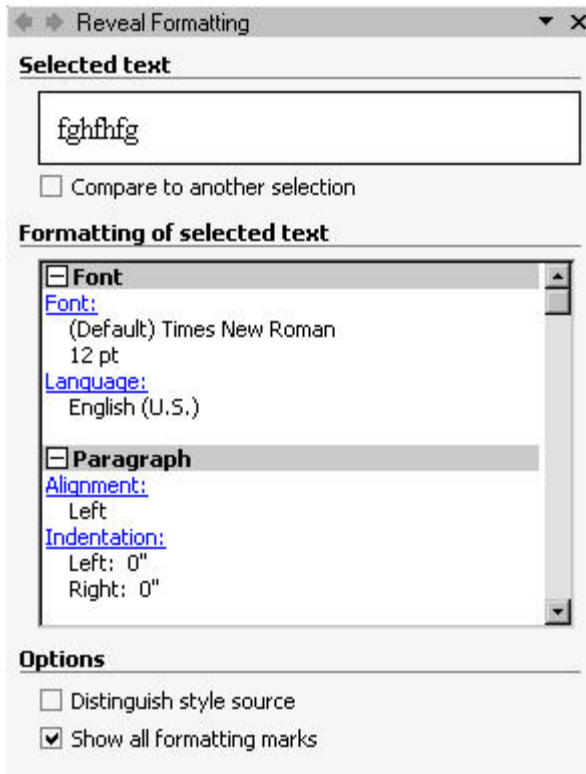 Reveal Formatting
Selected text
fghfhfg
Compare to another selection
Formatting of selected text
Font
Font:
(Default) Times New Roman
12 pt
Language:
English (U.S.)
Paragraph
Alignment:
Left
Indentation:
Left: 0"
Right: 0"
Options
Distinguish style source
Show all formatting marks